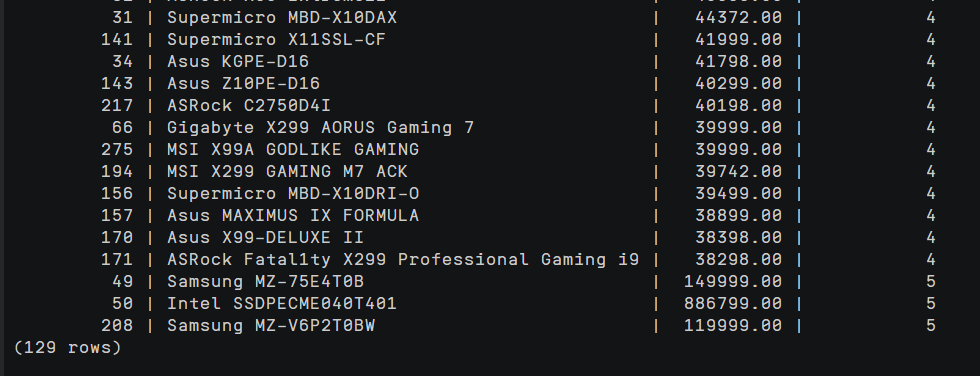 31 | Supermicro MBD-X10DAX | 44372.00 | 4
141 | Supermicro X11SSL-CF | 41999.00 | 4
34 | Asus KGPE-D16 | 41798.00 | 4
143 | Asus Z10PE-D16 | 40299.00 | 4
217 | ASRock C2750D4I | 40198.00 | 4
66 | Gigabyte X299 AORUS Gaming 7 | 39999.00 | 4
275 | MSI X99A GODLIKE GAMING | 39999.00 | 4
194 | MSI X299 GAMING M7 ACK | 39742.00 | 4
156 | Supermicro MBD-X10DRI-O | 39499.00 | 4
157 | Asus MAXIMUS IX FORMULA | 38899.00 | 4
170 | Asus X99-DELUXE II | 38398.00 | 4
171 | ASRock Fatal1ty X299 Professional Gaming i9 | 38298.00 | 4
49 | Samsung MZ-75E4T0B | 149999.00 | 5
50 | Intel SSDPECME040T401 | 886799.00 | 5
208 | Samsung MZ-V6P2T0BW | 119999.00 | 5
(129 rows)